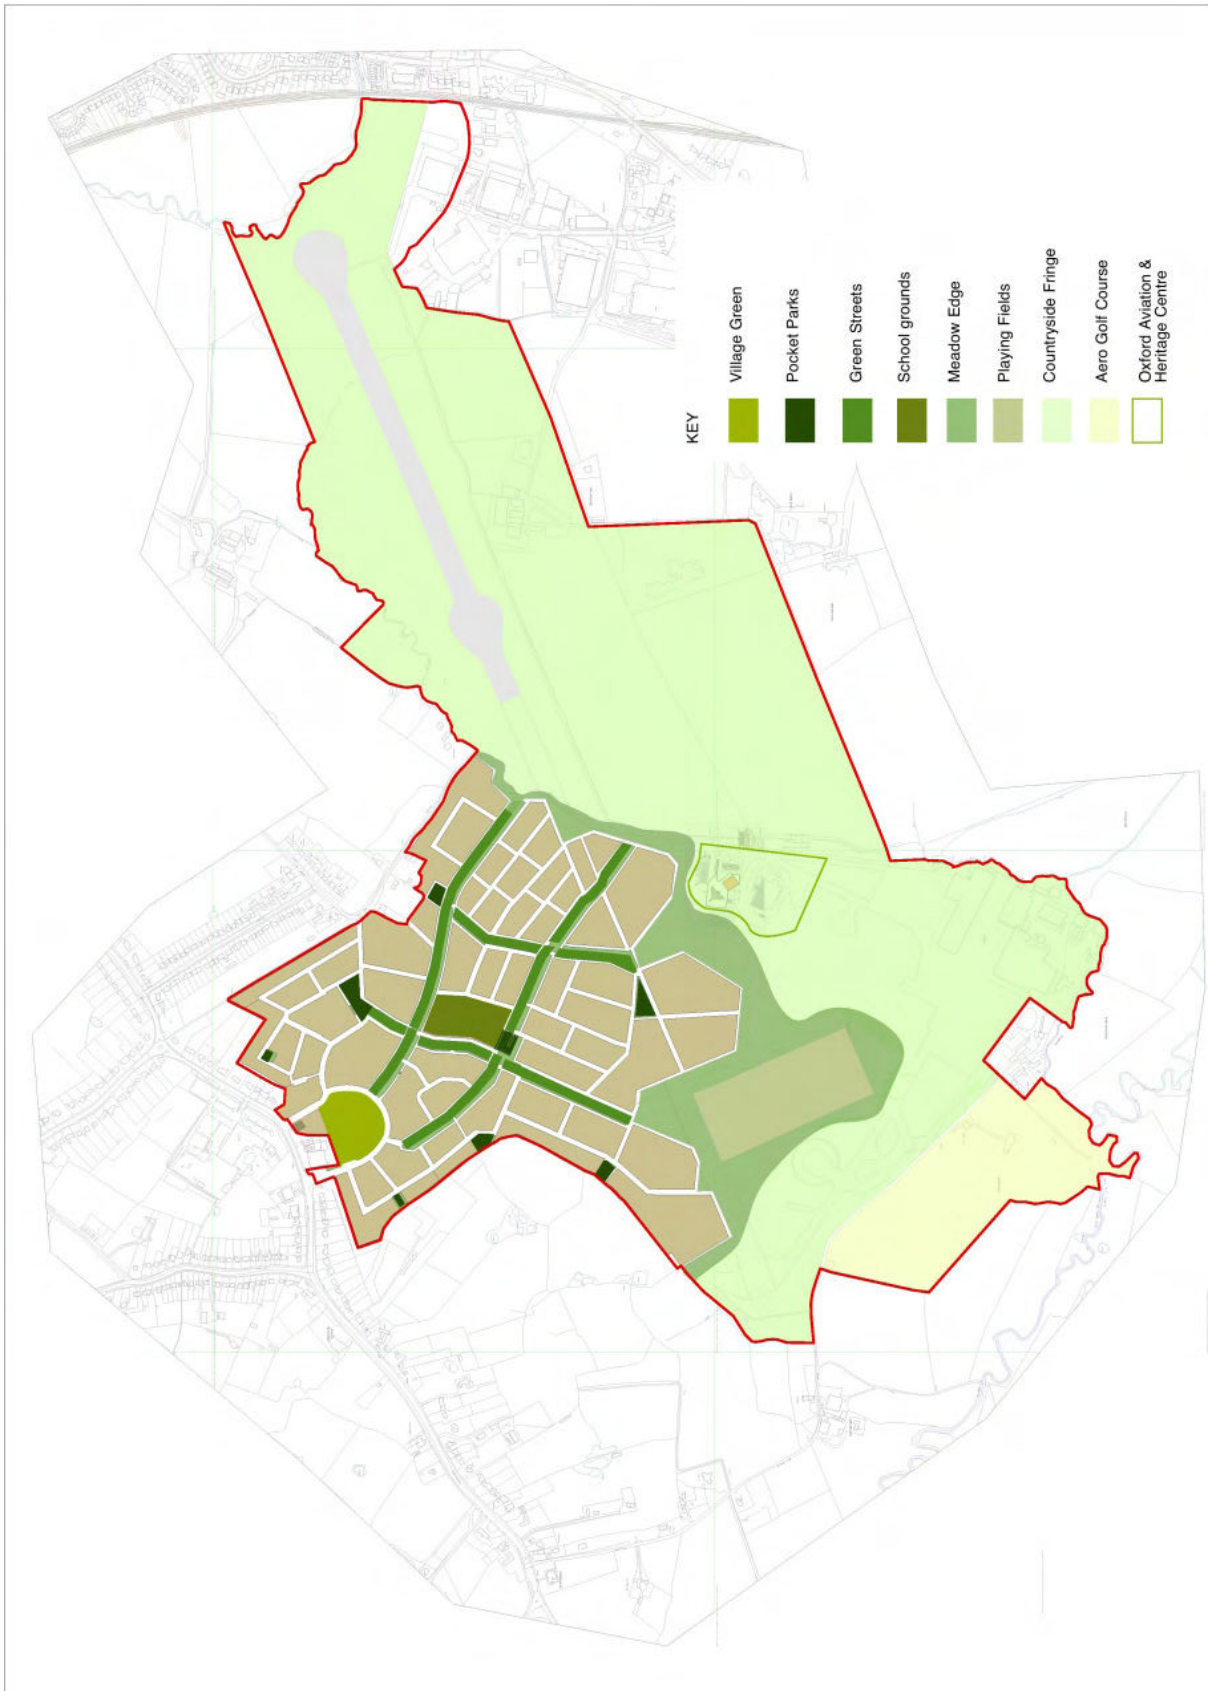 KEY
Village Green
Pocket Parks
Green Streets
School grounds
Meadow Edge
Playing Fields
Countryside Fringe
Aero Golf Course
Oxford Aviation &
Heritage Centre